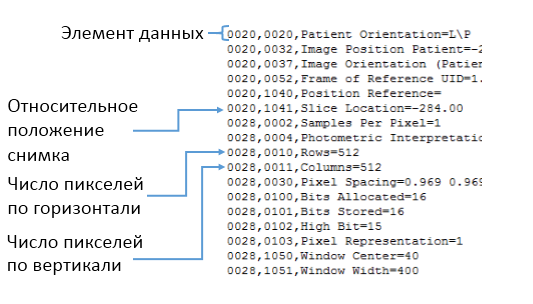 Элемент данных
Относительное
положение
снимка
Число пикселей
по горизонтали
Число пикселей
по вертикали
0020,0020,Patient Orientation=L\P
0020,0032,Image Position Patient=-2
0020,0037,Image Orientation (Patien
0020,0052,Frame of Reference UID=1.
0020,1040,Position Reference=
0020,1041,Slice Location=-284.00
0028,0002,Samples Per Pixel=1
0028,0004,Photometric Interpretatio
0028,0010,Rows=512
0028,0011,Columns=512
0028,0030,Pixel Spacing=0.969 0.969
0028,0100,Bits Allocated=16
0028,0101,Bits Stored=16
0028,0102,High Bit=15
0028,0103,Pixel Representation=1
0028,1050,Window Center=40
0028,1051,Window Width=400